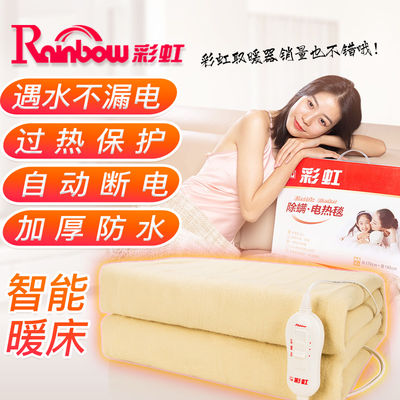 Rainbow 彩虹
彩虹取暖器销量也不错哦！
遇水不漏电
过热保护
自动断电
加厚防水
智能
暖床
彩虹
除螨·电热毯
彩虹